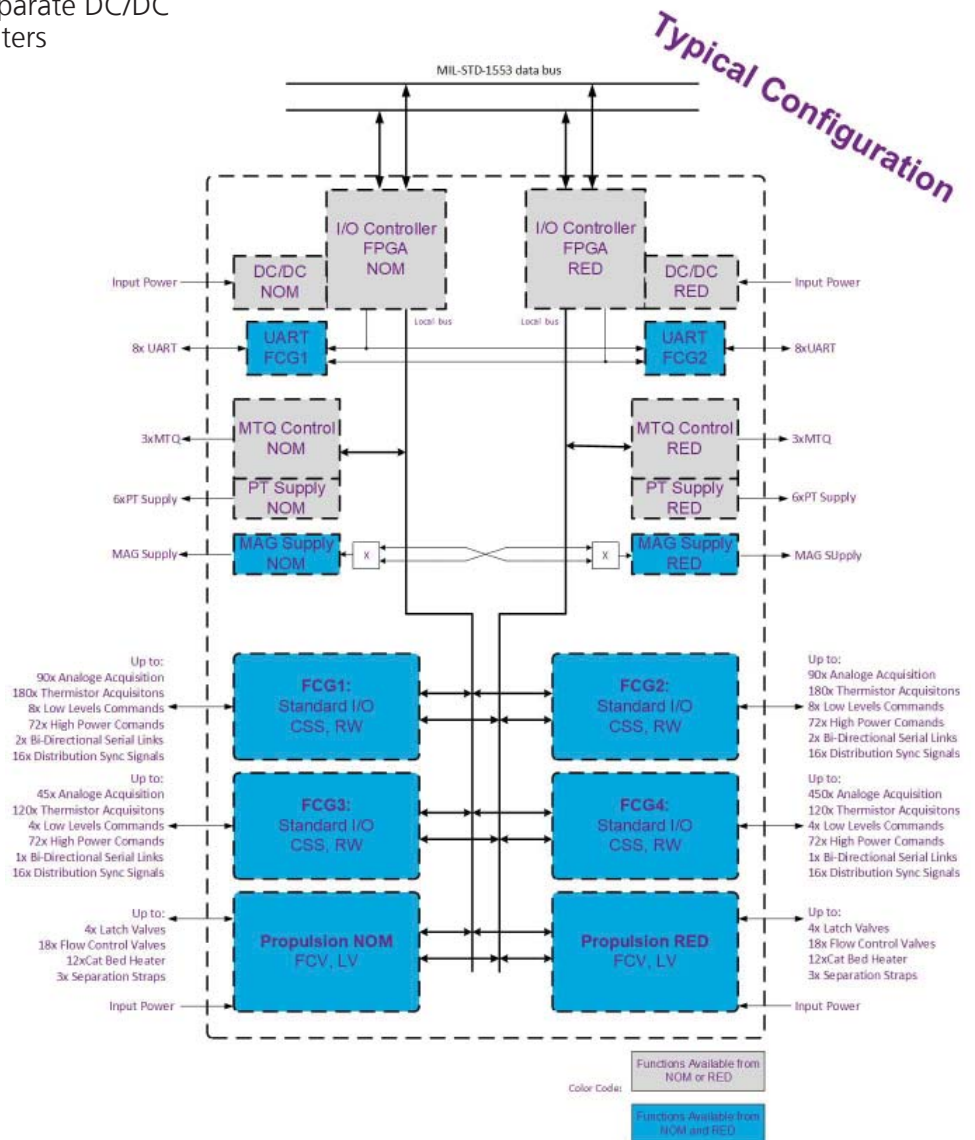 parate DC/DC
ters
Typical Configuration
MIL-STD-1553 data bus
I/O Controller
FPGA
NOM
I/O Controller
FPGA
RED
DC/DC
NOM
DC/DC
RED
Input Power
Input Power
Local bus
Local bus
UART
FCG1
UART
FCG2
8x UART
8xUART
MTQ Control
NOM
MTQ Control
RED
3xMTQ
3xMTQ
PT Supply
NOM
PT Supply
RED
6xPT Supply
6xPT Supply
MAG Supply
NOM
MAG Supply
RED
MAG Supply
X
X
MAG SUpply
Up to:
90x Analoge Acquisition
180x Thermistor Acquisitons
8x Low Levels Commands
72x High Power Comands
2x Bi-Directional Serial Links
16x Distribution Sync Signals
FCG1:
Standard I/O
CSS, RW
FCG2:
Standard I/O
CSS, RW
Up to:
90x Analoge Acquisition
180x Thermistor Acquisitons
8x Low Levels Commands
72x High Power Comands
2x Bi-Directional Serial Links
16x Distribution Sync Signals
Up to:
45x Analoge Acquisition
120x Thermistor Acquisitons
4x Low Levels Commands
72x High Power Comands
1x Bi-Directional Serial Links
16x Distribution Sync Signals
FCG3:
Standard I/O
CSS, RW
FCG4:
Standard I/O
CSS, RW
Up to:
450x Analoge Acquisition
120x Thermistor Acquisitons
4x Low Levels Commands
72x High Power Comands
1x Bi-Directional Serial Links
16x Distribution Sync Signals
Up to:
4x Latch Valves
18x Flow Control Valves
12xCat Bed Heater
3x Separation Straps
Input Power
Propulsion NOM
FCV, LV
Propulsion RED
FCV, LV
Up to:
4x Latch Valves
18x Flow Control Valves
12xCat Bed Heater
3x Separation Straps
Input Power
Color Code:
Functions Available from
NOM or RED
Functions Available from
NOM and RED